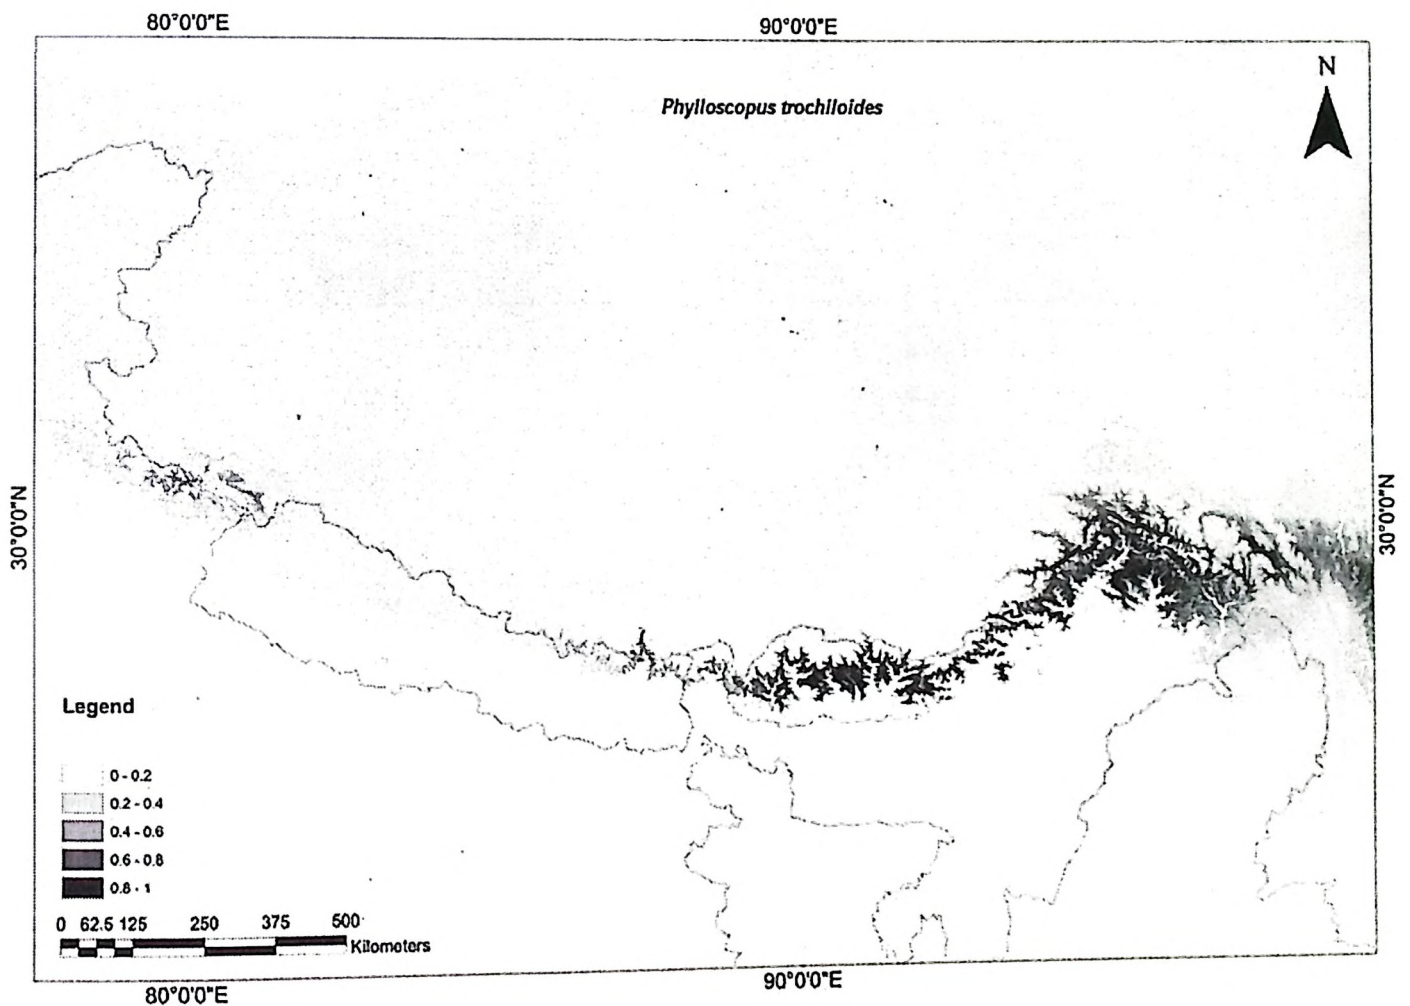 80°0'0"E
90°0'0"E
N
Phylloscopus trochiloides
30°0'0"N
30°0'0"N
Legend
0 - 0.2
0.2 - 0.4
0.4 - 0.6
0.6 - 0.8
0.8 - 1
0 62.5 125 250 375 500
Kilometers
80°0'0"E
90°0'0"E